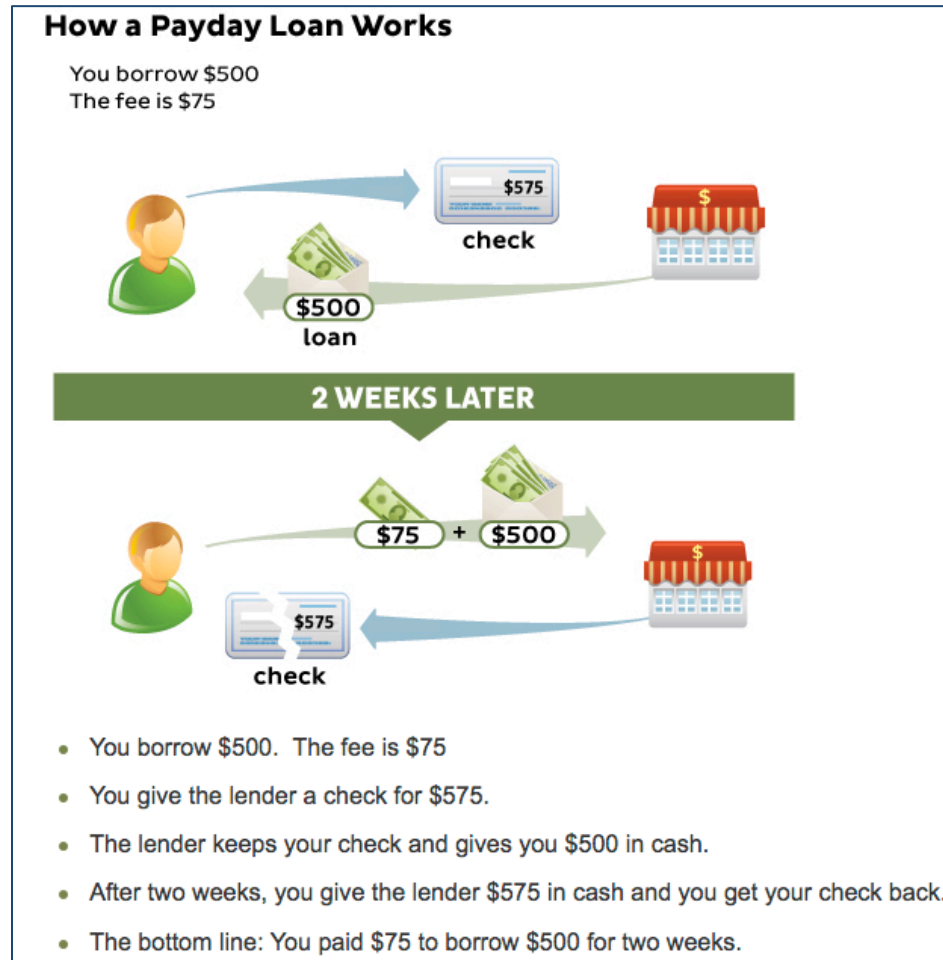 How a Payday Loan Works
You borrow $500
The fee is $75
$575
check
$
$500
loan
2 WEEKS LATER
$75 + $500
$
$575
check
• You borrow $500.  The fee is $75
• You give the lender a check for $575.
• The lender keeps your check and gives you $500 in cash.
• After two weeks, you give the lender $575 in cash and you get your check back.
• The bottom line: You paid $75 to borrow $500 for two weeks.